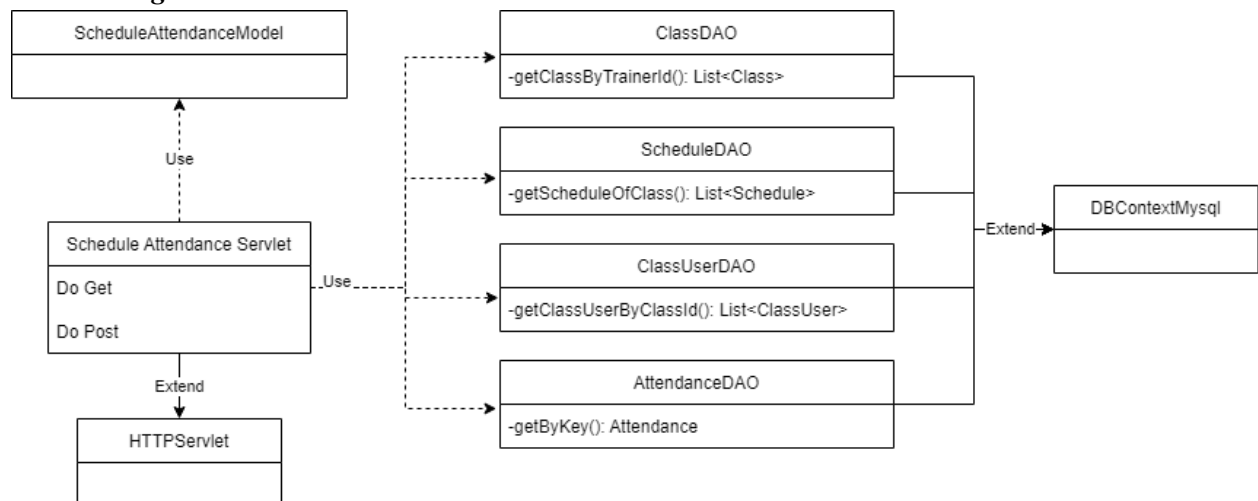 ScheduleAttendanceModel
Use
Schedule Attendance Servlet
Do Get
Do Post
Extend
HTTPServlet
Use
ClassDAO
-getClassByTrainerId(): List<Class>
ScheduleDAO
-getScheduleOfClass(): List<Schedule>
ClassUserDAO
-getClassUserByClassId(): List<ClassUser>
AttendanceDAO
-getByKey(): Attendance
Extend
DBContextMysql